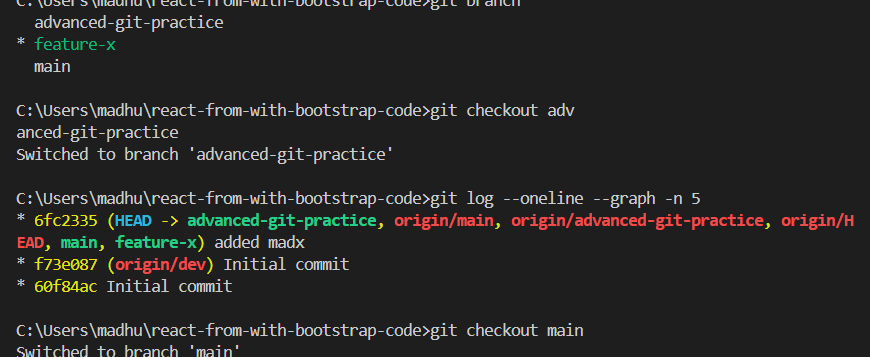 C:\Users\madhu\react-from-with-bootstrap-code>git branch
  advanced-git-practice
* feature-x
  main

C:\Users\madhu\react-from-with-bootstrap-code>git checkout adv
anced-git-practice
Switched to branch 'advanced-git-practice'

C:\Users\madhu\react-from-with-bootstrap-code>git log --oneline --graph -n 5
* 6fc2335 (HEAD -> advanced-git-practice, origin/main, origin/advanced-git-practice, origin/H
EAD, main, feature-x) added madx
* f73e087 (origin/dev) Initial commit
* 60f84ac Initial commit

C:\Users\madhu\react-from-with-bootstrap-code>git checkout main
Switched to branch 'main'